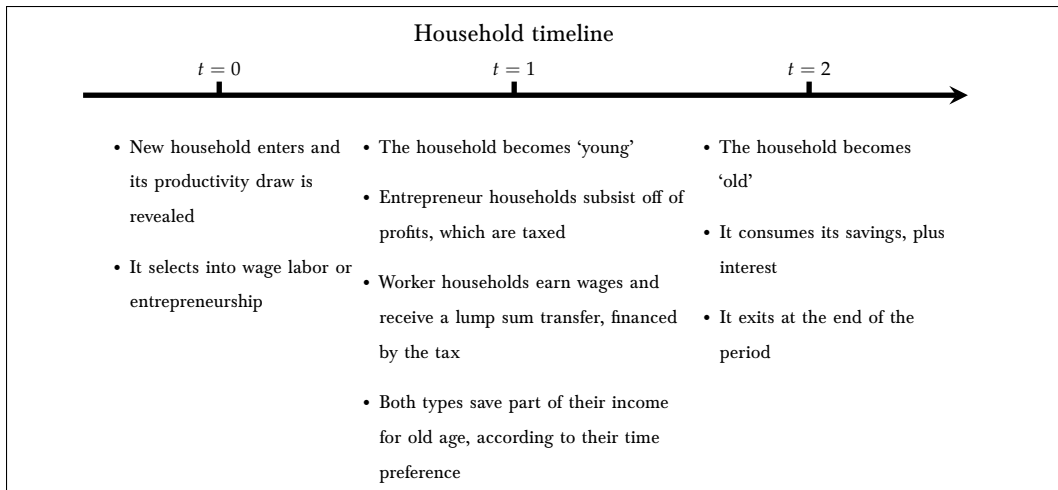 Household timeline
t = 0
t = 1
t = 2
• New household enters and
its productivity draw is
revealed
• It selects into wage labor or
entrepreneurship
• The household becomes ‘young’
• Entrepreneur households subsist off of
profits, which are taxed
• Worker households earn wages and
receive a lump sum transfer, financed
by the tax
• Both types save part of their income
for old age, according to their time
preference
• The household becomes
‘old’
• It consumes its savings, plus
interest
• It exits at the end of the
period